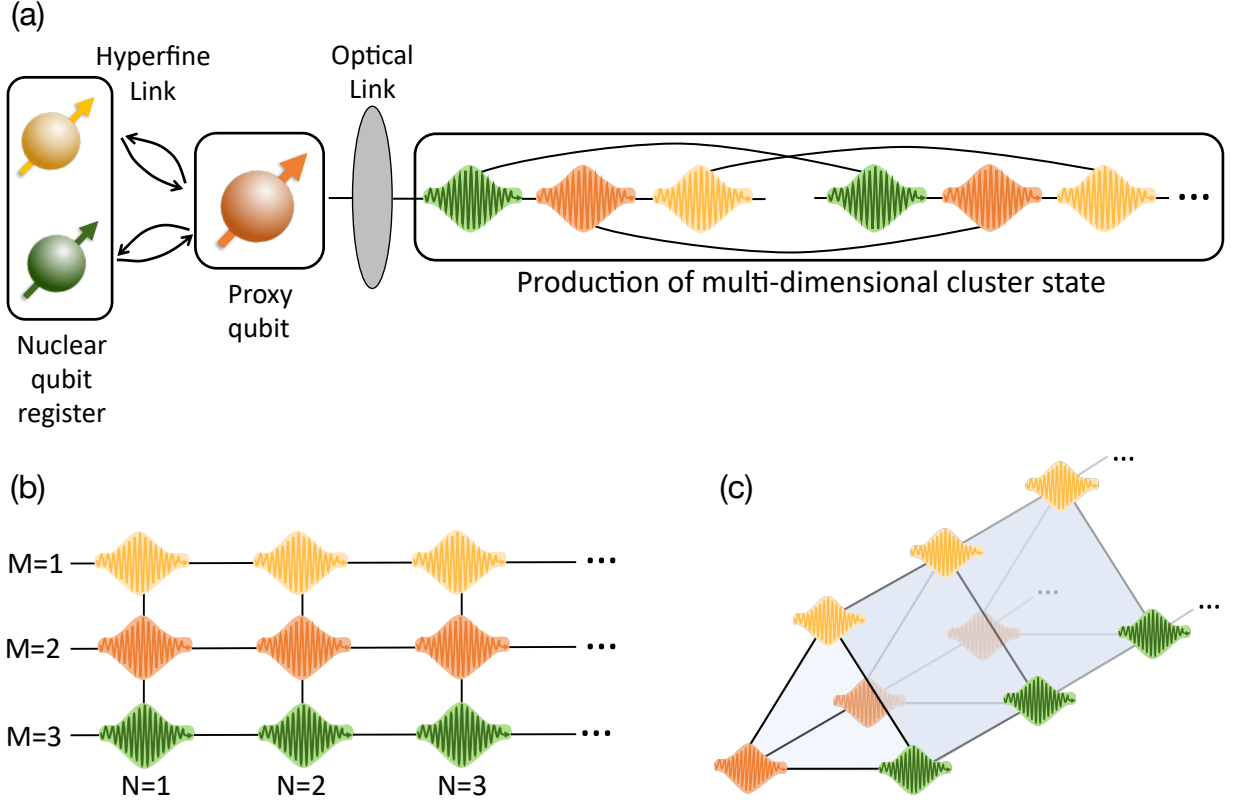 (a)
Hyperfine
Link
Optical
Link
Nuclear
qubit
register
Proxy
qubit
...
Production of multi-dimensional cluster state
(b)
M=1
...
M=2
...
M=3
...
N=1
N=2
N=3
(c)
...
...
...